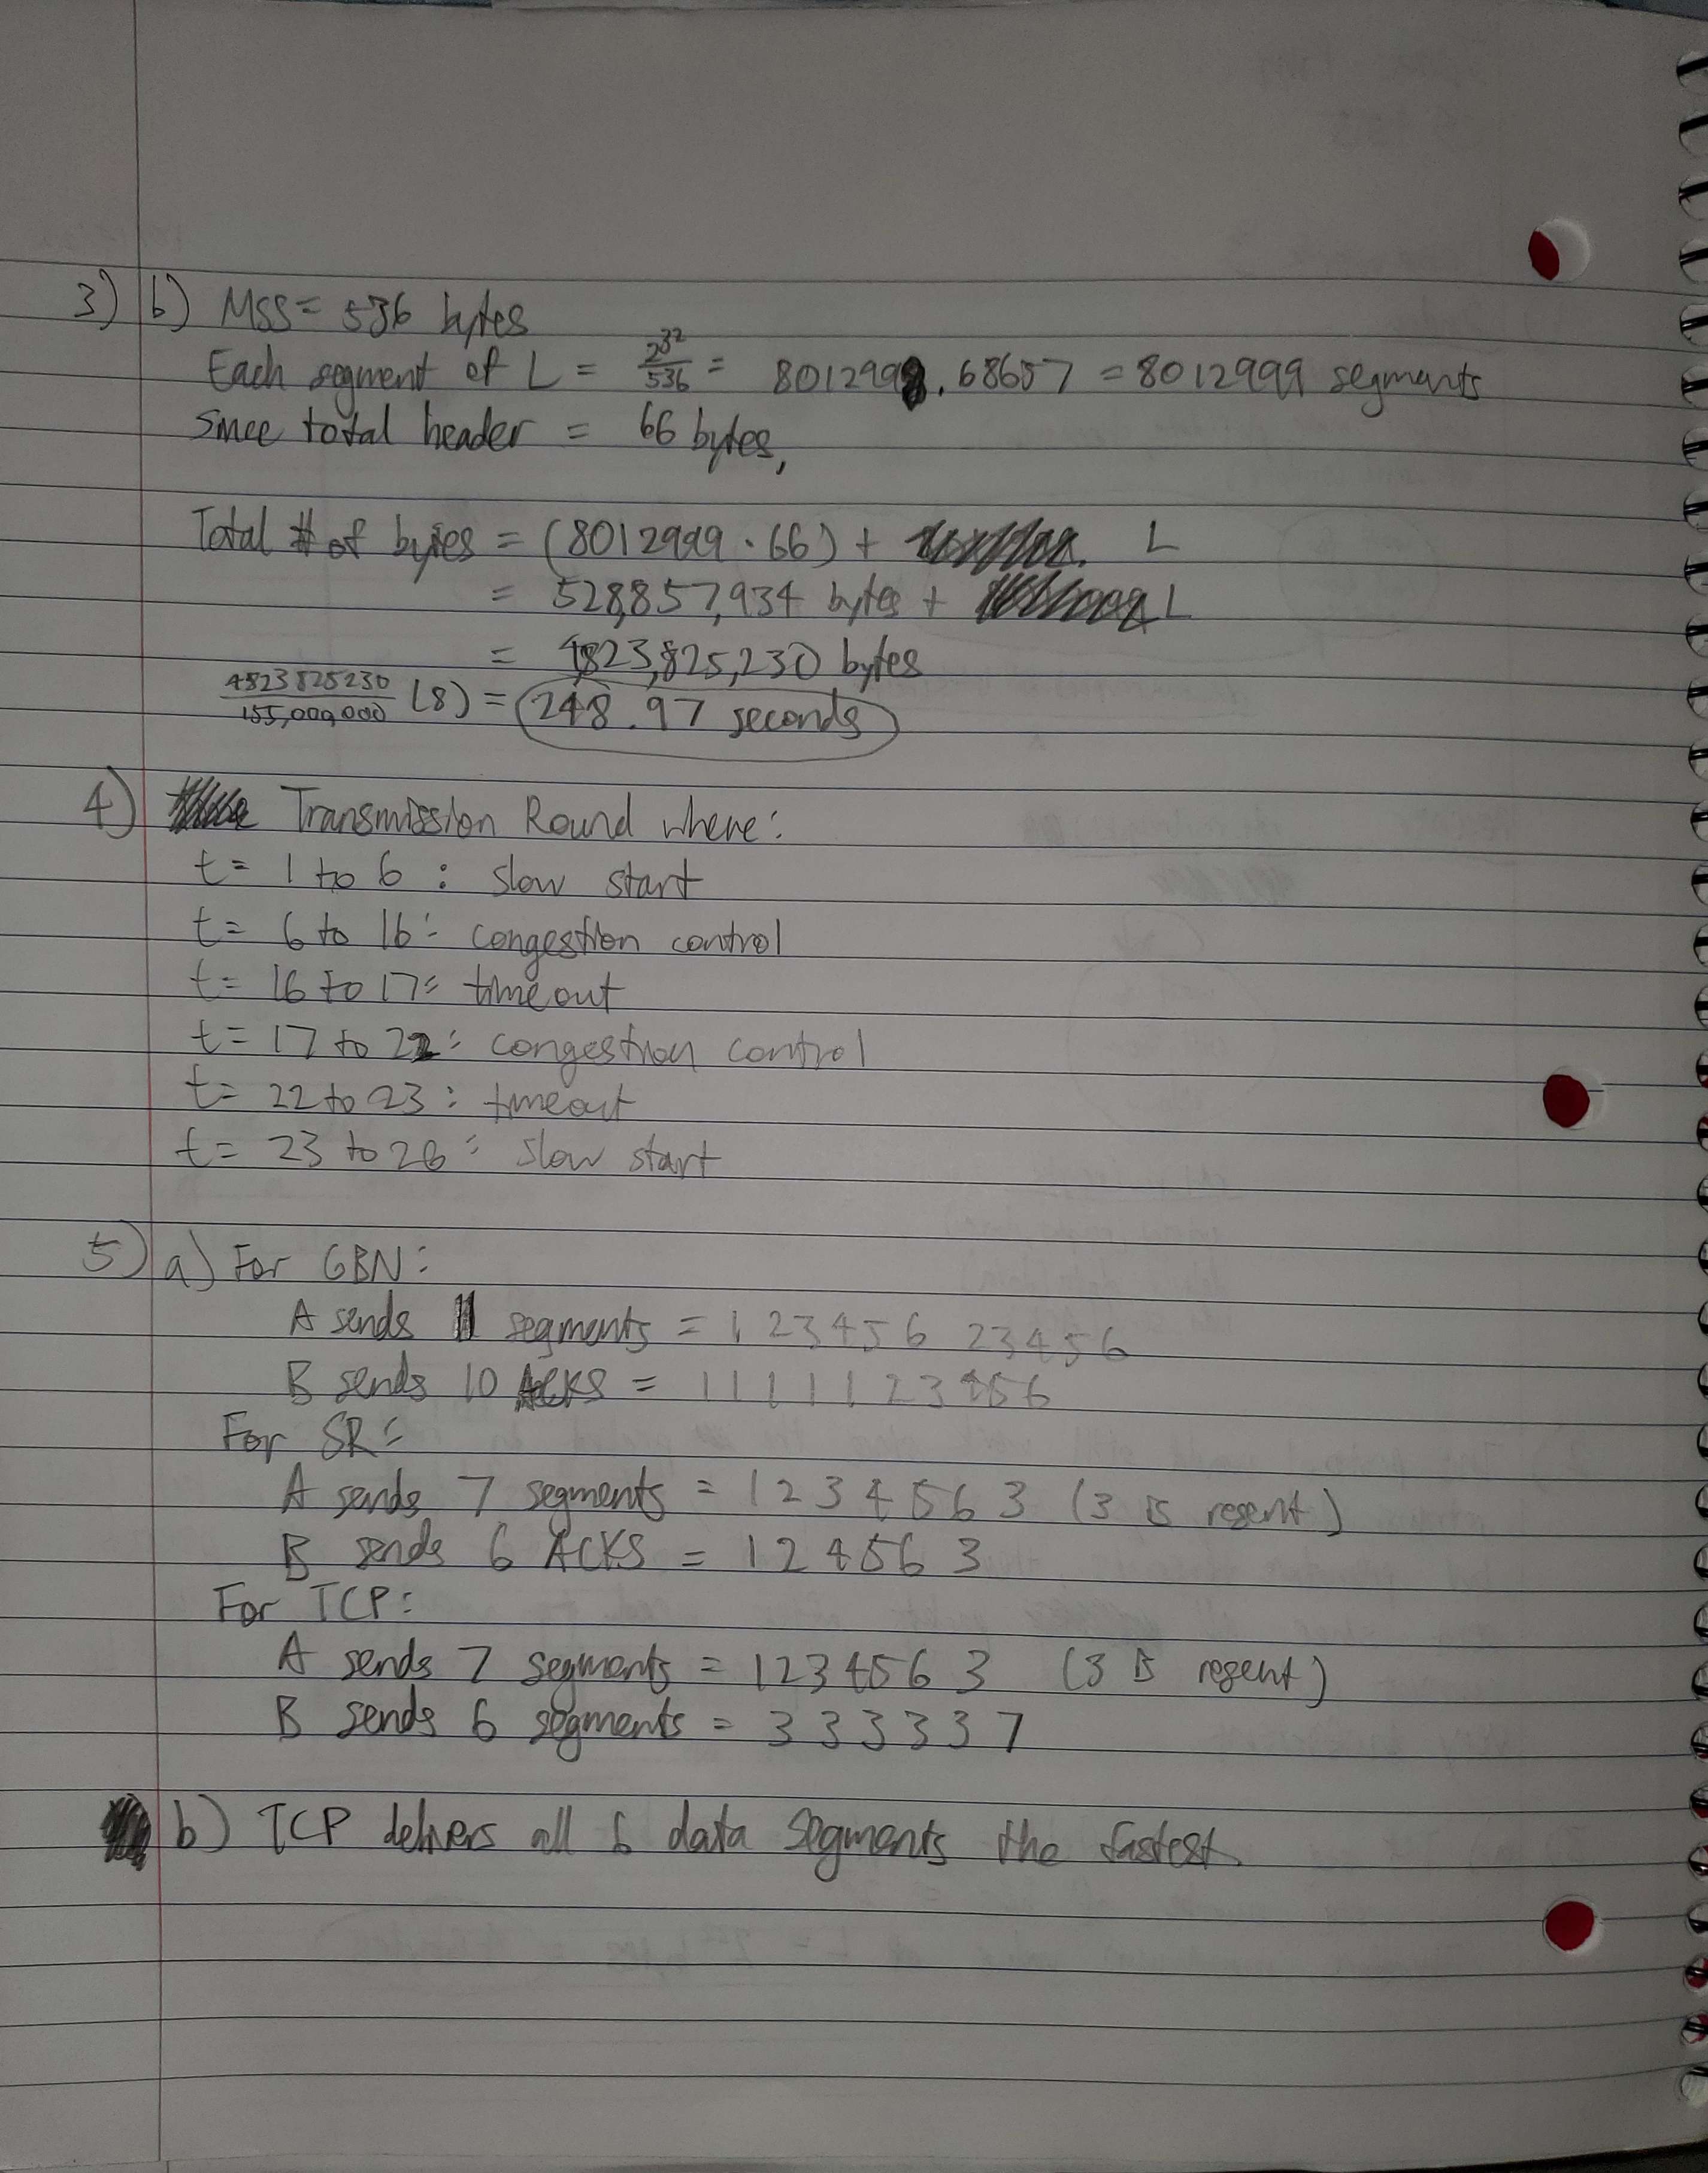 3) b) MSS = 536 bytes
Each segment of L = 2^32/536 = 8012998.68657 = 8012999 segments
Since total header = 66 bytes,
Total # of bytes = (8012999 · 66) + L
= 528,857,934 bytes + L
= 4,823,825,230 bytes
4823825230/155,000,000 (8) = 248.97 seconds
4) Transmission Round where:
t = 1 to 6 : slow start
t = 6 to 16 : congestion control
t = 16 to 17 : timeout
t = 17 to 22 : congestion control
t = 22 to 23 : timeout
t = 23 to 26 : slow start
5) a) For GBN:
A sends 11 segments = 1 2 3 4 5 6 2 3 4 5 6
B sends 10 ACKS = 1 1 1 1 1 2 3 4 5 6
For SR:
A sends 7 segments = 1 2 3 4 5 6 3 (3 is resent)
B sends 6 ACKS = 1 2 4 5 6 3
For TCP:
A sends 7 segments = 1 2 3 4 5 6 3 (3 is resent)
B sends 6 segments = 3 3 3 3 3 7
b) TCP delivers all 6 data segments the fastest.